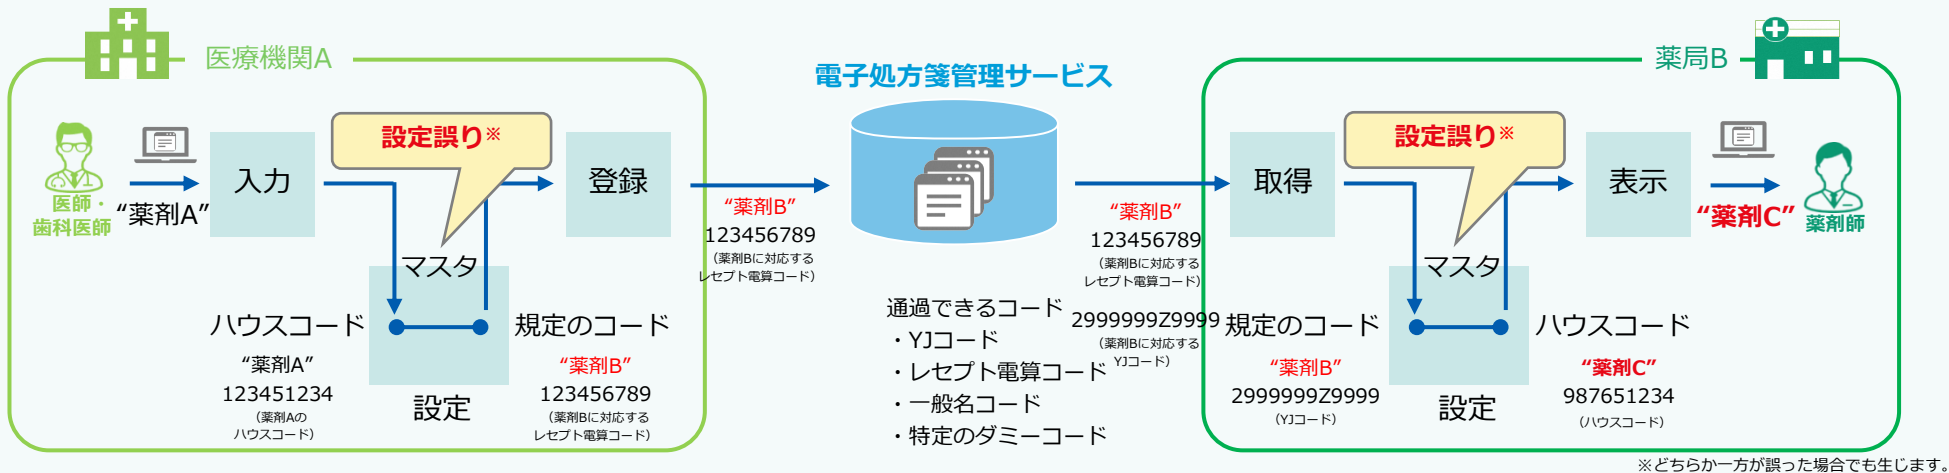 医療機関A
医師・
歯科医師
“薬剤A”
入力
設定誤り※
登録
マスタ
ハウスコード
“薬剤A”
123451234
（薬剤Aの
ハウスコード）
設定
規定のコード
“薬剤B”
123456789
（薬剤Bに対応する
レセプト電算コード）
“薬剤B”
123456789
（薬剤Bに対応する
レセプト電算コード）
電子処方箋管理サービス
通過できるコード
・YJコード
・レセプト電算コード
・一般名コード
・特定のダミーコード
“薬剤B”
123456789
（薬剤Bに対応する
レセプト電算コード）
2999999Z9999
（薬剤Bに対応する
YJコード）
薬局B
取得
設定誤り※
表示
“薬剤C”
薬剤師
マスタ
規定のコード
“薬剤B”
2999999Z9999
（YJコード）
設定
ハウスコード
“薬剤C”
987651234
（ハウスコード）
※どちらか一方が誤った場合でも生じます。